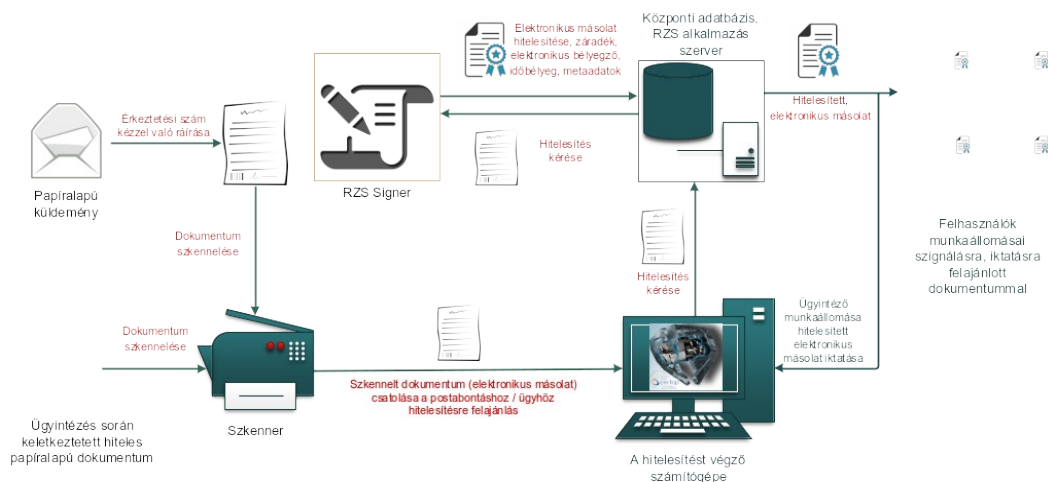 Elektronikus másolat
hitelesítése, záradék,
elektronikus bélyegző,
időbélyeg, metaadatok
Központi adatbázis,
RZS alkalmazás
szerver
Érkeztetési szám
kézzel való ráírása
Hitelesítés
kérése
Hitelesített,
elektronikus másolat
Papíralapú
küldemény
RZS Signer
Dokumentum
szkennelése
Hitelesítés
kérése
Felhasználók
munkaállomásai
szignálásra, iktatásra
felajánlott
dokumentummal
Dokumentum
szkennelése
Ügyintéző
munkaállomása
hitelesített
elektronikus
másolat iktatása
Szkennelt dokumentum (elektronikus másolat)
csatolása a postabontáshoz / ügyhöz
hitelesítésre felajánlás
Ügyintézés során
keletkeztetett hiteles
papíralapú dokumentum
Szkenner
A hitelesítést végző
számítógépe